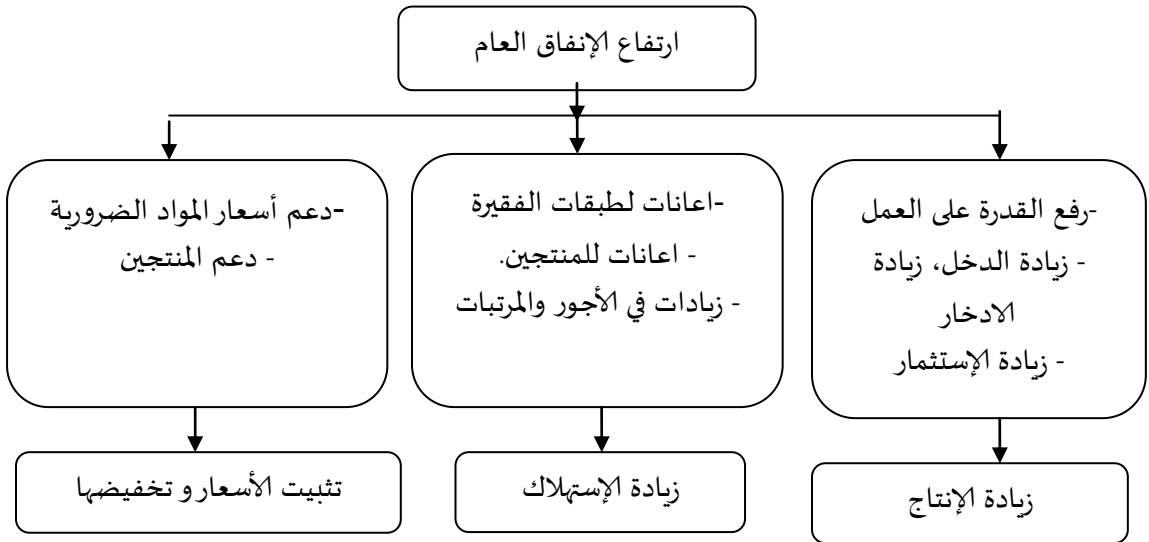 ارتفاع الإنفاق العام
-رفع القدرة على العمل
- زيادة الدخل، زيادة
الادخار
- زيادة الإستثمار
-اعانات لطبقات الفقيرة
- اعانات للمنتجين.
- زيادات في الأجور والمرتبات
-دعم أسعار المواد الضرورية
- دعم المنتجين
زيادة الإنتاج
زيادة الإستهلاك
تثبيت الأسعار و تخفيضها